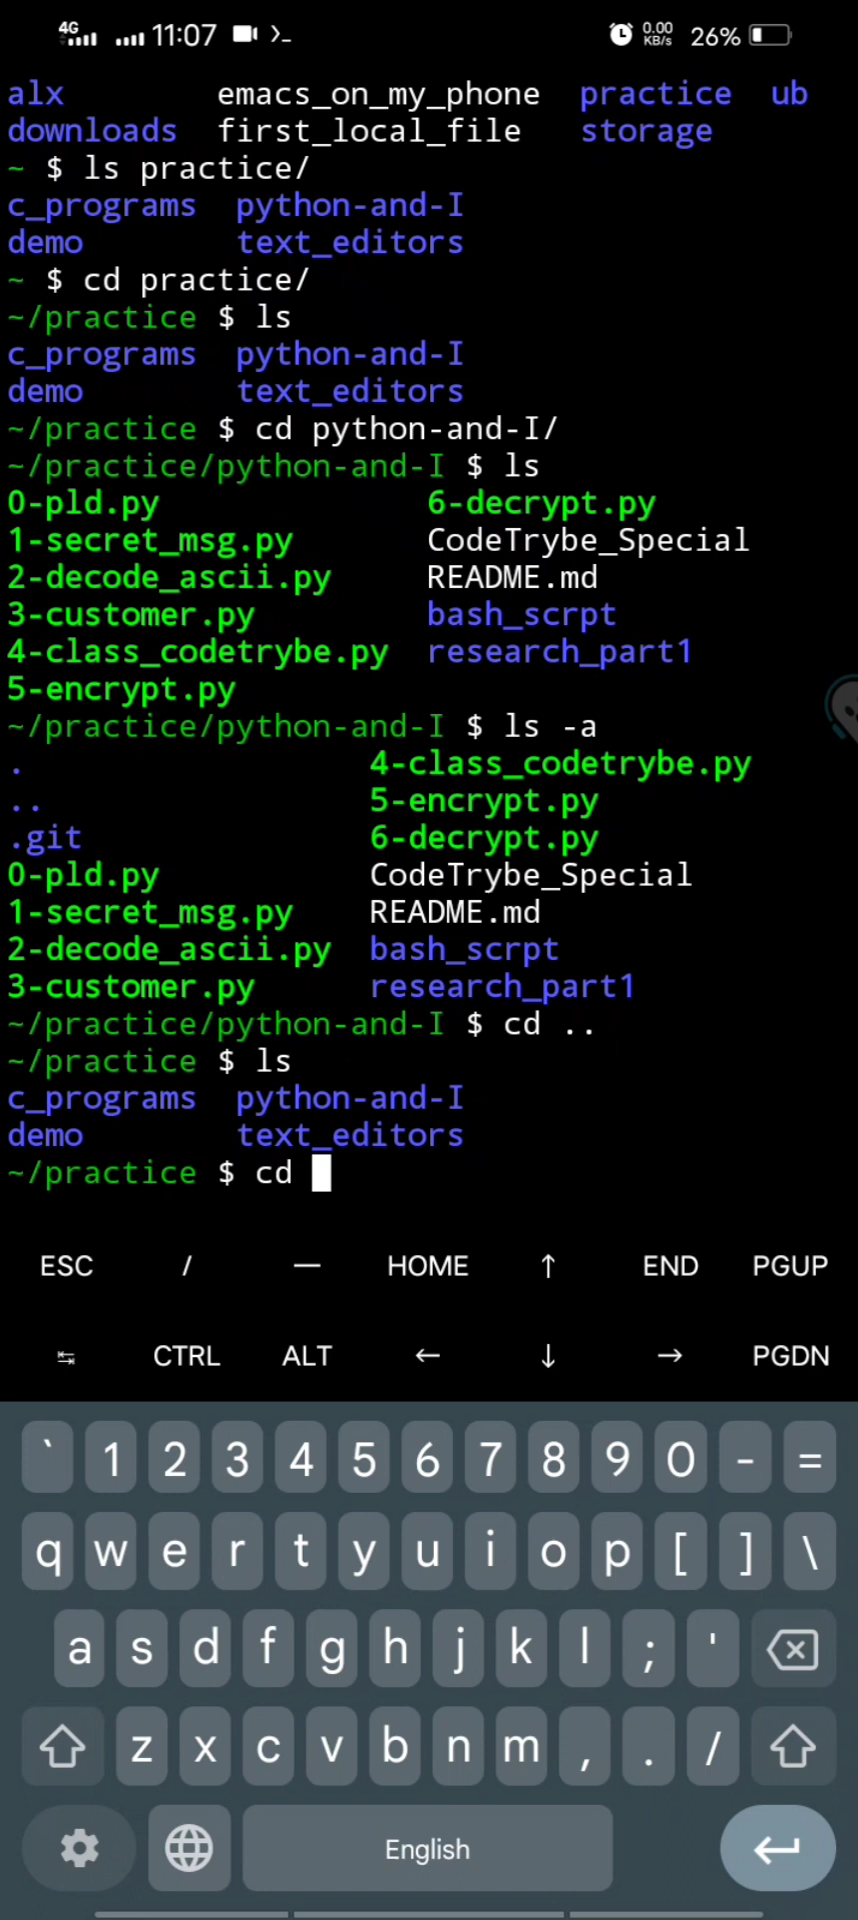 4G 11:07 0.00 KB/s 26%
alx emacs_on_my_phone practice ub
downloads first_local_file storage
~ $ ls practice/
c_programs python-and-I
demo text_editors
~ $ cd practice/
~/practice $ ls
c_programs python-and-I
demo text_editors
~/practice $ cd python-and-I/
~/practice/python-and-I $ ls
0-pld.py 6-decrypt.py
1-secret_msg.py CodeTrybe_Special
2-decode_ascii.py README.md
3-customer.py bash_scrpt
4-class_codetrybe.py research_part1
5-encrypt.py
~/practice/python-and-I $ ls -a
. 4-class_codetrybe.py
.. 5-encrypt.py
.git 6-decrypt.py
0-pld.py CodeTrybe_Special
1-secret_msg.py README.md
2-decode_ascii.py bash_scrpt
3-customer.py research_part1
~/practice/python-and-I $ cd ..
~/practice $ ls
c_programs python-and-I
demo text_editors
~/practice $ cd
ESC / — HOME ↑ END PGUP
CTRL ALT ← ↓ → PGDN
` 1 2 3 4 5 6 7 8 9 0 - =
q w e r t y u i o p [ ] \
a s d f g h j k l ; '
z x c v b n m , . /
English